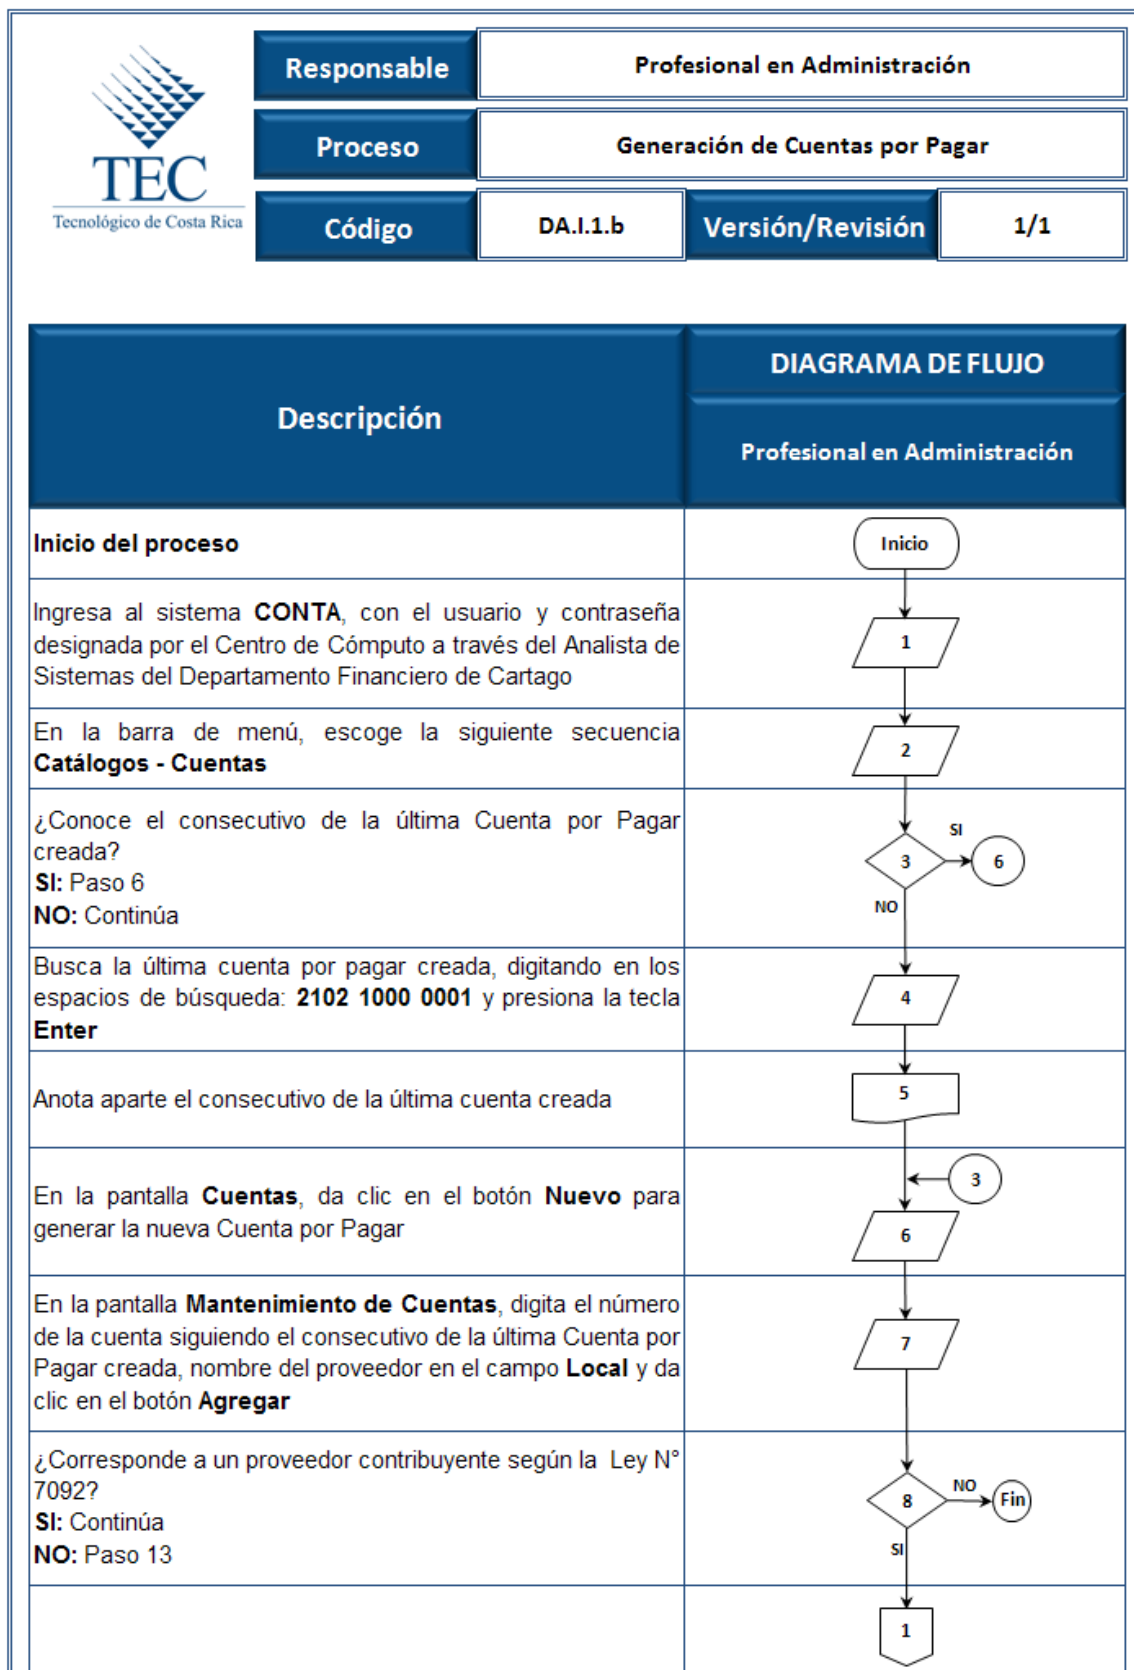 TEC
Tecnológico de Costa Rica
Responsable
Profesional en Administración
Proceso
Generación de Cuentas por Pagar
Código
DA.I.1.b
Versión/Revisión
1/1
Descripción
DIAGRAMA DE FLUJO
Profesional en Administración
Inicio del proceso
Inicio
Ingresa al sistema CONTA, con el usuario y contraseña
designada por el Centro de Cómputo a través del Analista de
Sistemas del Departamento Financiero de Cartago
1
En la barra de menú, escoge la siguiente secuencia
Catálogos - Cuentas
2
¿Conoce el consecutivo de la última Cuenta por Pagar
creada?
SI: Paso 6
NO: Continúa
3
SI
6
NO
Busca la última cuenta por pagar creada, digitando en los
espacios de búsqueda: 2102 1000 0001 y presiona la tecla
Enter
4
Anota aparte el consecutivo de la última cuenta creada
5
En la pantalla Cuentas, da clic en el botón Nuevo para
generar la nueva Cuenta por Pagar
3
6
En la pantalla Mantenimiento de Cuentas, digita el número
de la cuenta siguiendo el consecutivo de la última Cuenta por
Pagar creada, nombre del proveedor en el campo Local y da
clic en el botón Agregar
7
¿Corresponde a un proveedor contribuyente según la Ley N°
7092?
SI: Continúa
NO: Paso 13
8
NO
Fin
SI
1